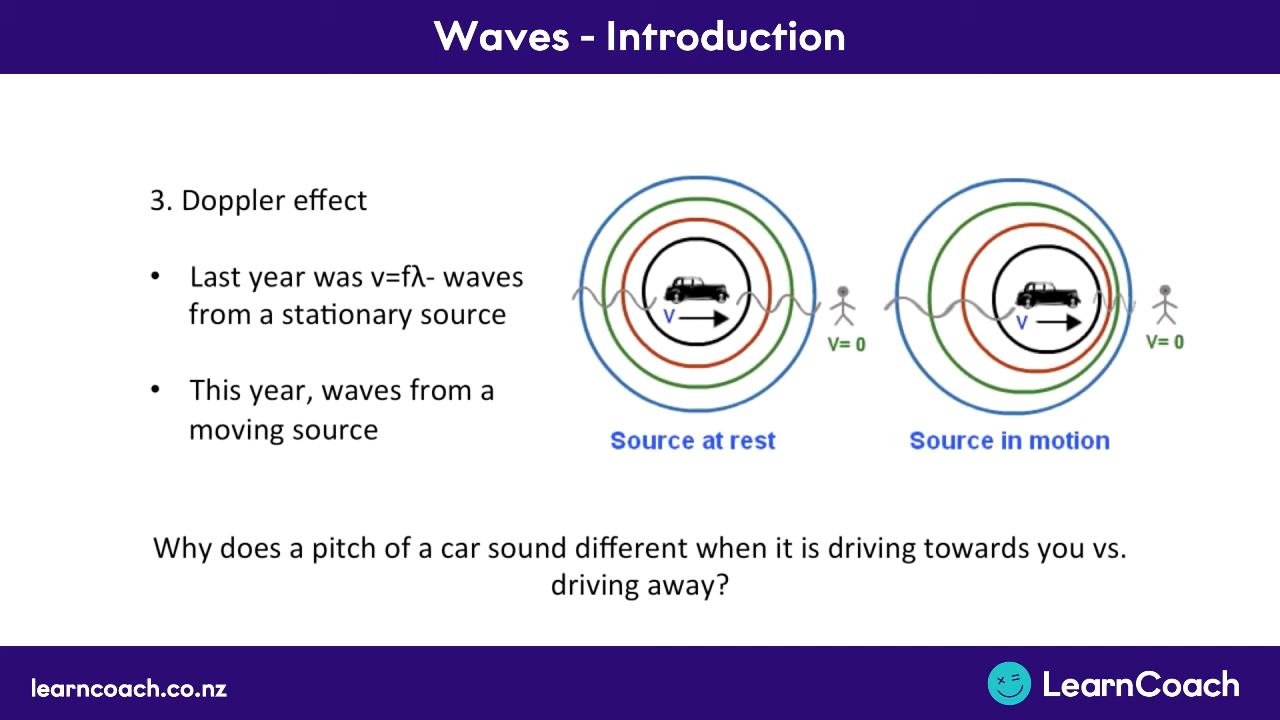 Waves - Introduction
3. Doppler effect
• Last year was v=fλ- waves
from a stationary source
• This year, waves from a
moving source
V
V= 0
Source at rest
V
V= 0
Source in motion
Why does a pitch of a car sound different when it is driving towards you vs.
driving away?
learncoach.co.nz
LearnCoach